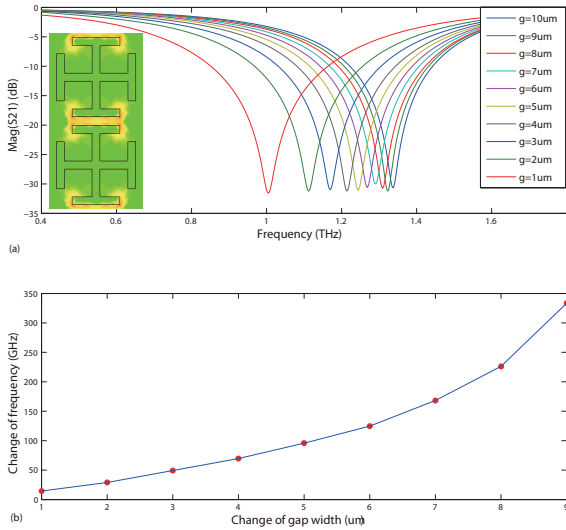 0
−5
−10
−15
−20
−25
−30
−35
Mag(S21) (dB)
0.4
0.6
0.8
1
1.2
1.4
1.6
Frequency (THz)
g=10um
g=9um
g=8um
g=7um
g=6um
g=5um
g=4um
g=3um
g=2um
g=1um
(a)
350
300
250
200
150
100
50
0
Change of frequency (GHz)
1
2
3
4
5
6
7
8
9
Change of gap width (um)
(b)